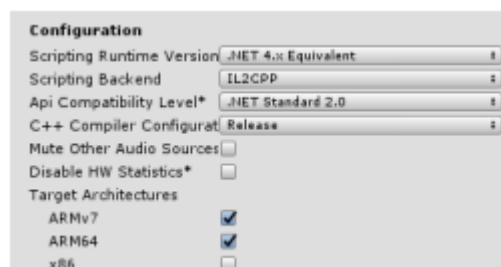 Configuration
Scripting Runtime Version .NET 4.x Equivalent
Scripting Backend IL2CPP
Api Compatibility Level* .NET Standard 2.0
C++ Compiler Configurat Release
Mute Other Audio Sources
Disable HW Statistics*
Target Architectures
ARMv7
ARM64
x86